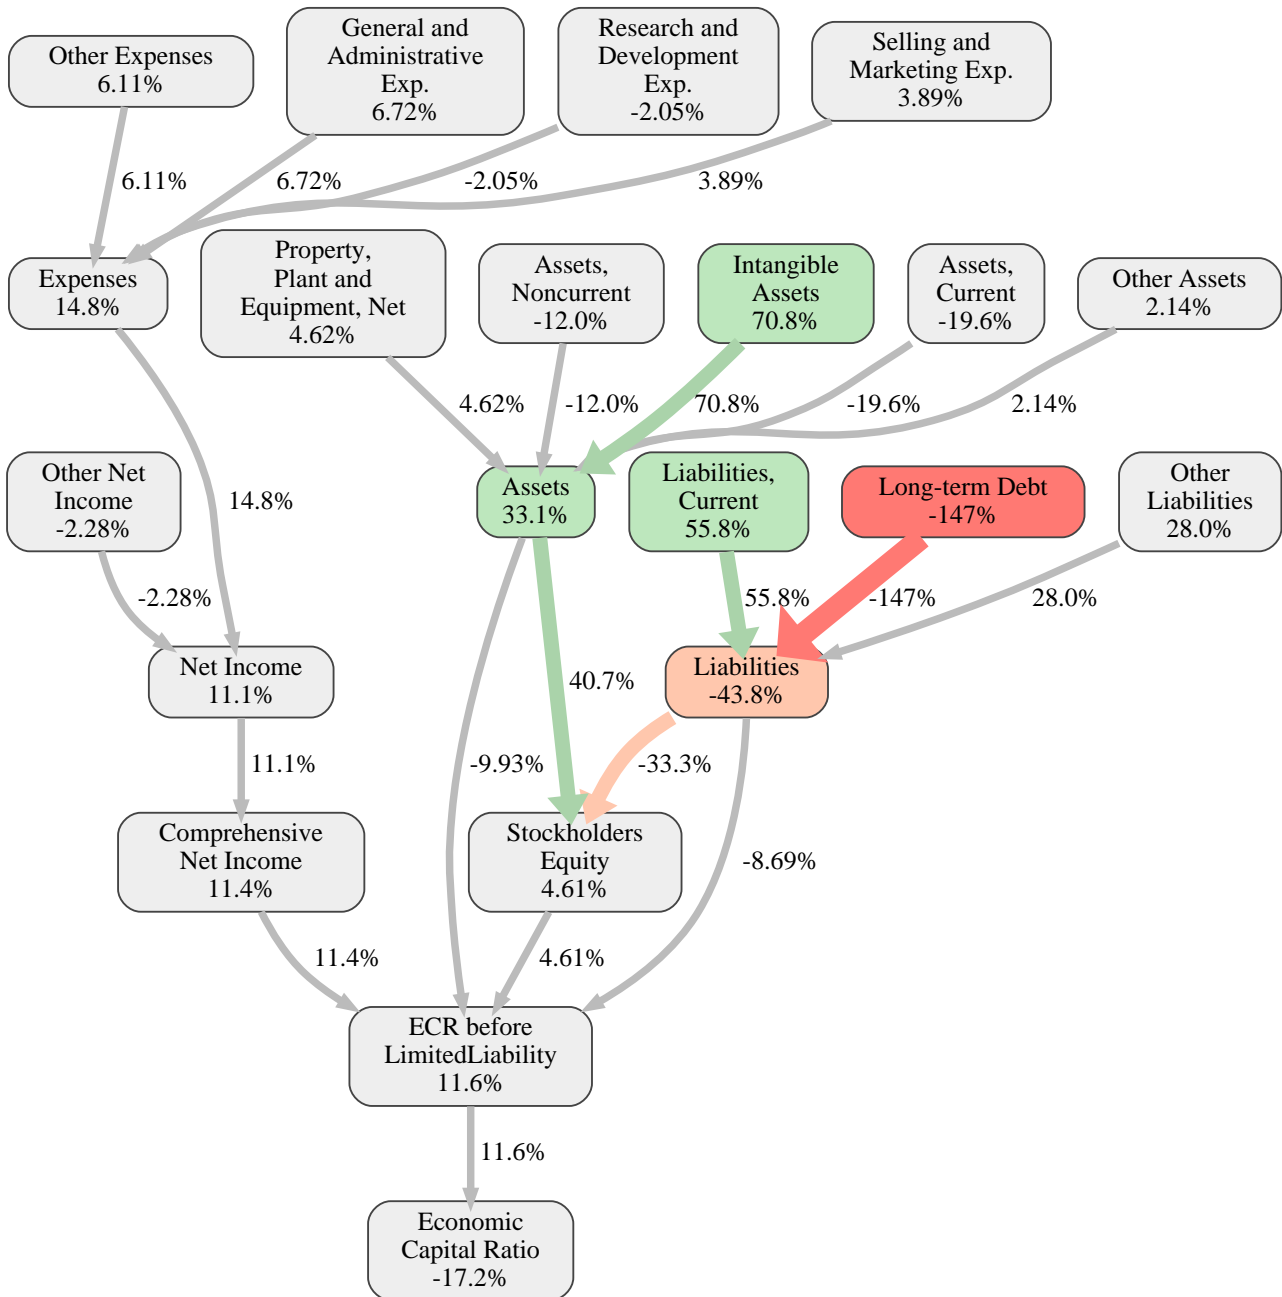 Other Expenses
6.11%
General and
Administrative
Exp.
6.72%
Research and
Development
Exp.
-2.05%
Selling and
Marketing Exp.
3.89%
6.11%
6.72%
-2.05%
3.89%
Expenses
14.8%
Property,
Plant and
Equipment, Net
4.62%
Assets,
Noncurrent
-12.0%
Intangible
Assets
70.8%
Assets,
Current
-19.6%
Other Assets
2.14%
4.62%
-12.0%
70.8%
-19.6%
2.14%
Other Net
Income
-2.28%
14.8%
Assets
33.1%
Liabilities,
Current
55.8%
Long-term Debt
-147%
Other
Liabilities
28.0%
-2.28%
55.8%
-147%
28.0%
Net Income
11.1%
40.7%
Liabilities
-43.8%
11.1%
-9.93%
-33.3%
Comprehensive
Net Income
11.4%
Stockholders
Equity
4.61%
-8.69%
11.4%
4.61%
ECR before
LimitedLiability
11.6%
11.6%
Economic
Capital Ratio
-17.2%